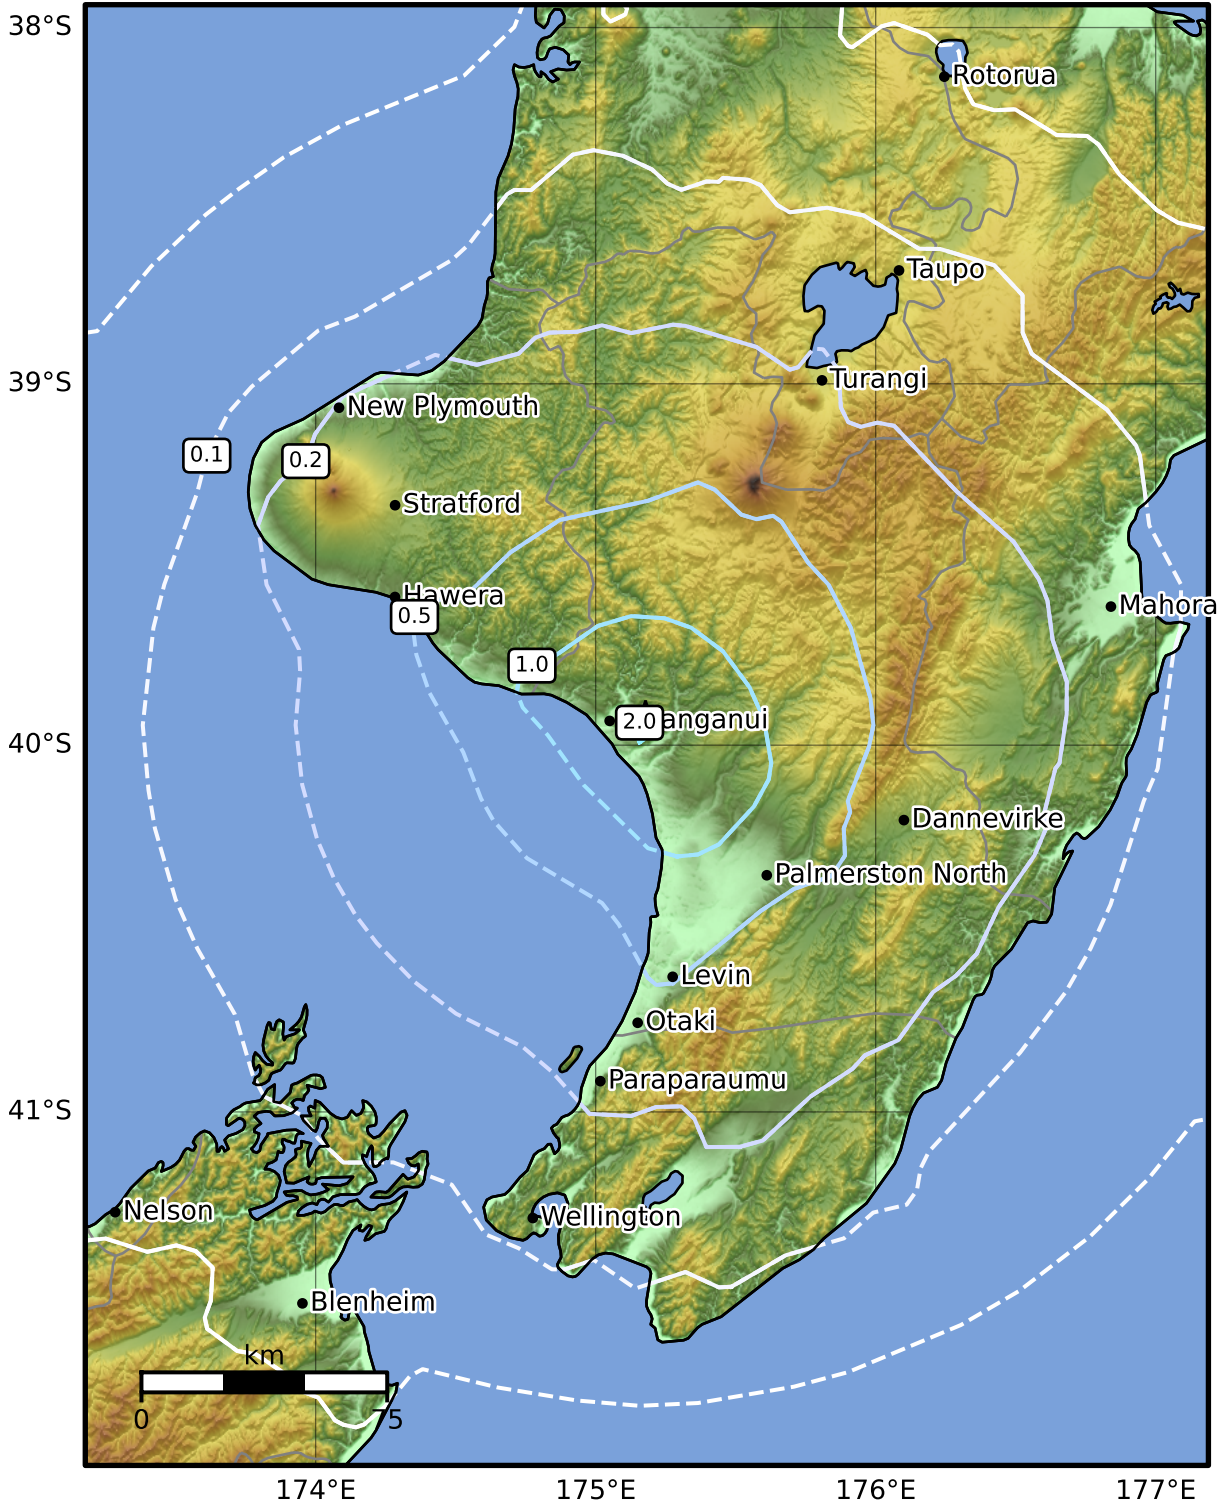 38°S
Rotorua
Taupo
39°S
Turangi
New Plymouth
0.1
0.2
Stratford
Hawera
0.5
Mahora
1.0
2.0
anganui
40°S
Dannevirke
Palmerston North
Levin
Otaki
Paraparaumu
41°S
Nelson
Wellington
Blenheim
km
0
75
174°E
175°E
176°E
177°E